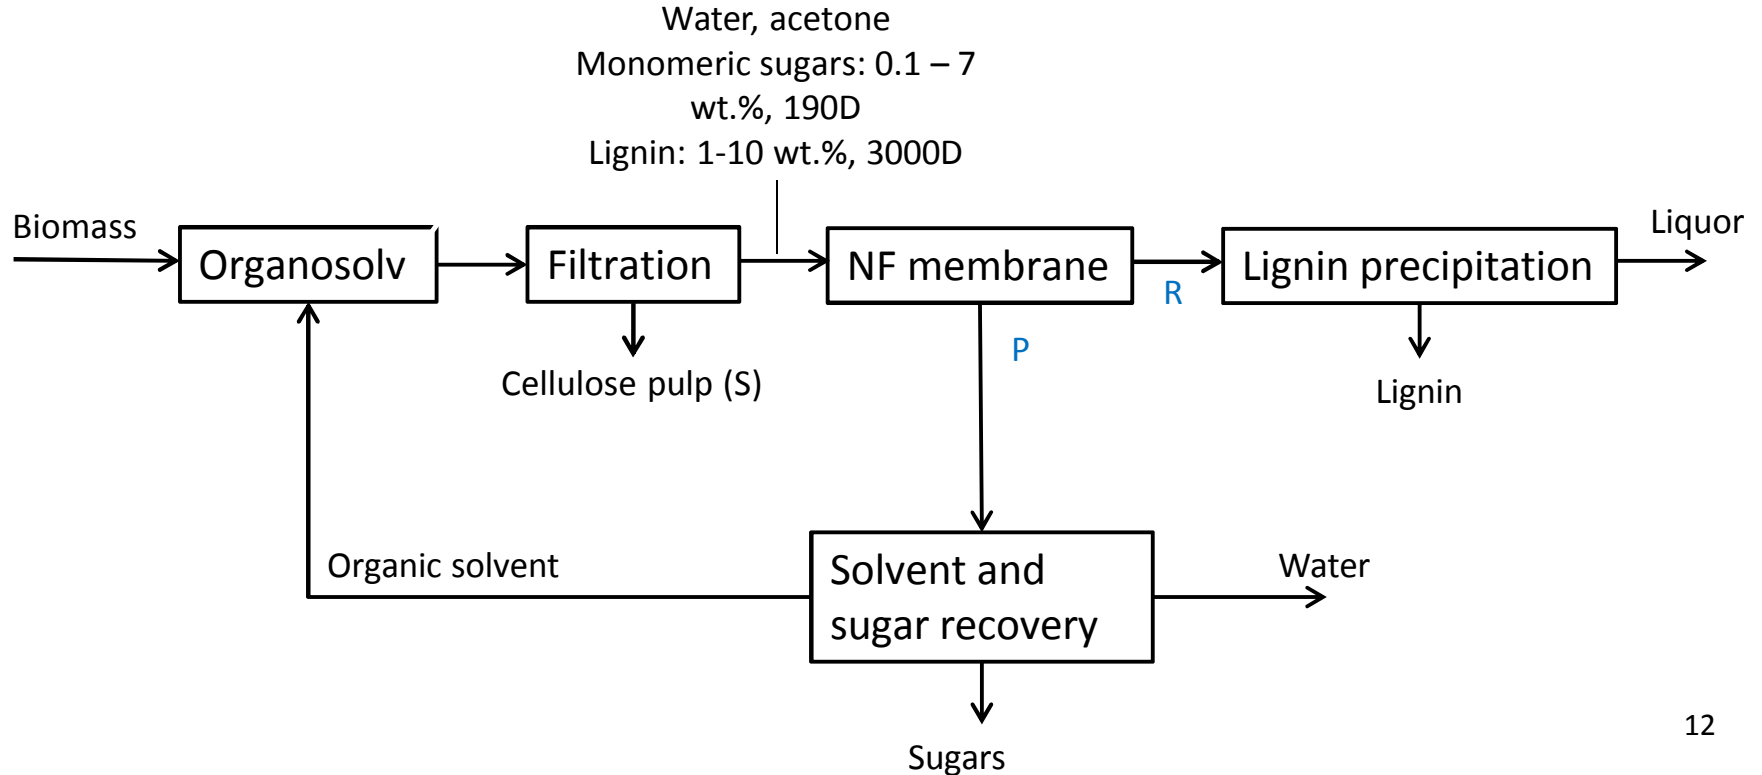 Water, acetone
Monomeric sugars: 0.1 – 7
wt.%, 190D
Lignin: 1-10 wt.%, 3000D
Biomass
Organosolv
Filtration
NF membrane
R
Lignin precipitation
Liquor
P
Cellulose pulp (S)
Lignin
Organic solvent
Solvent and
sugar recovery
Water
Sugars
12